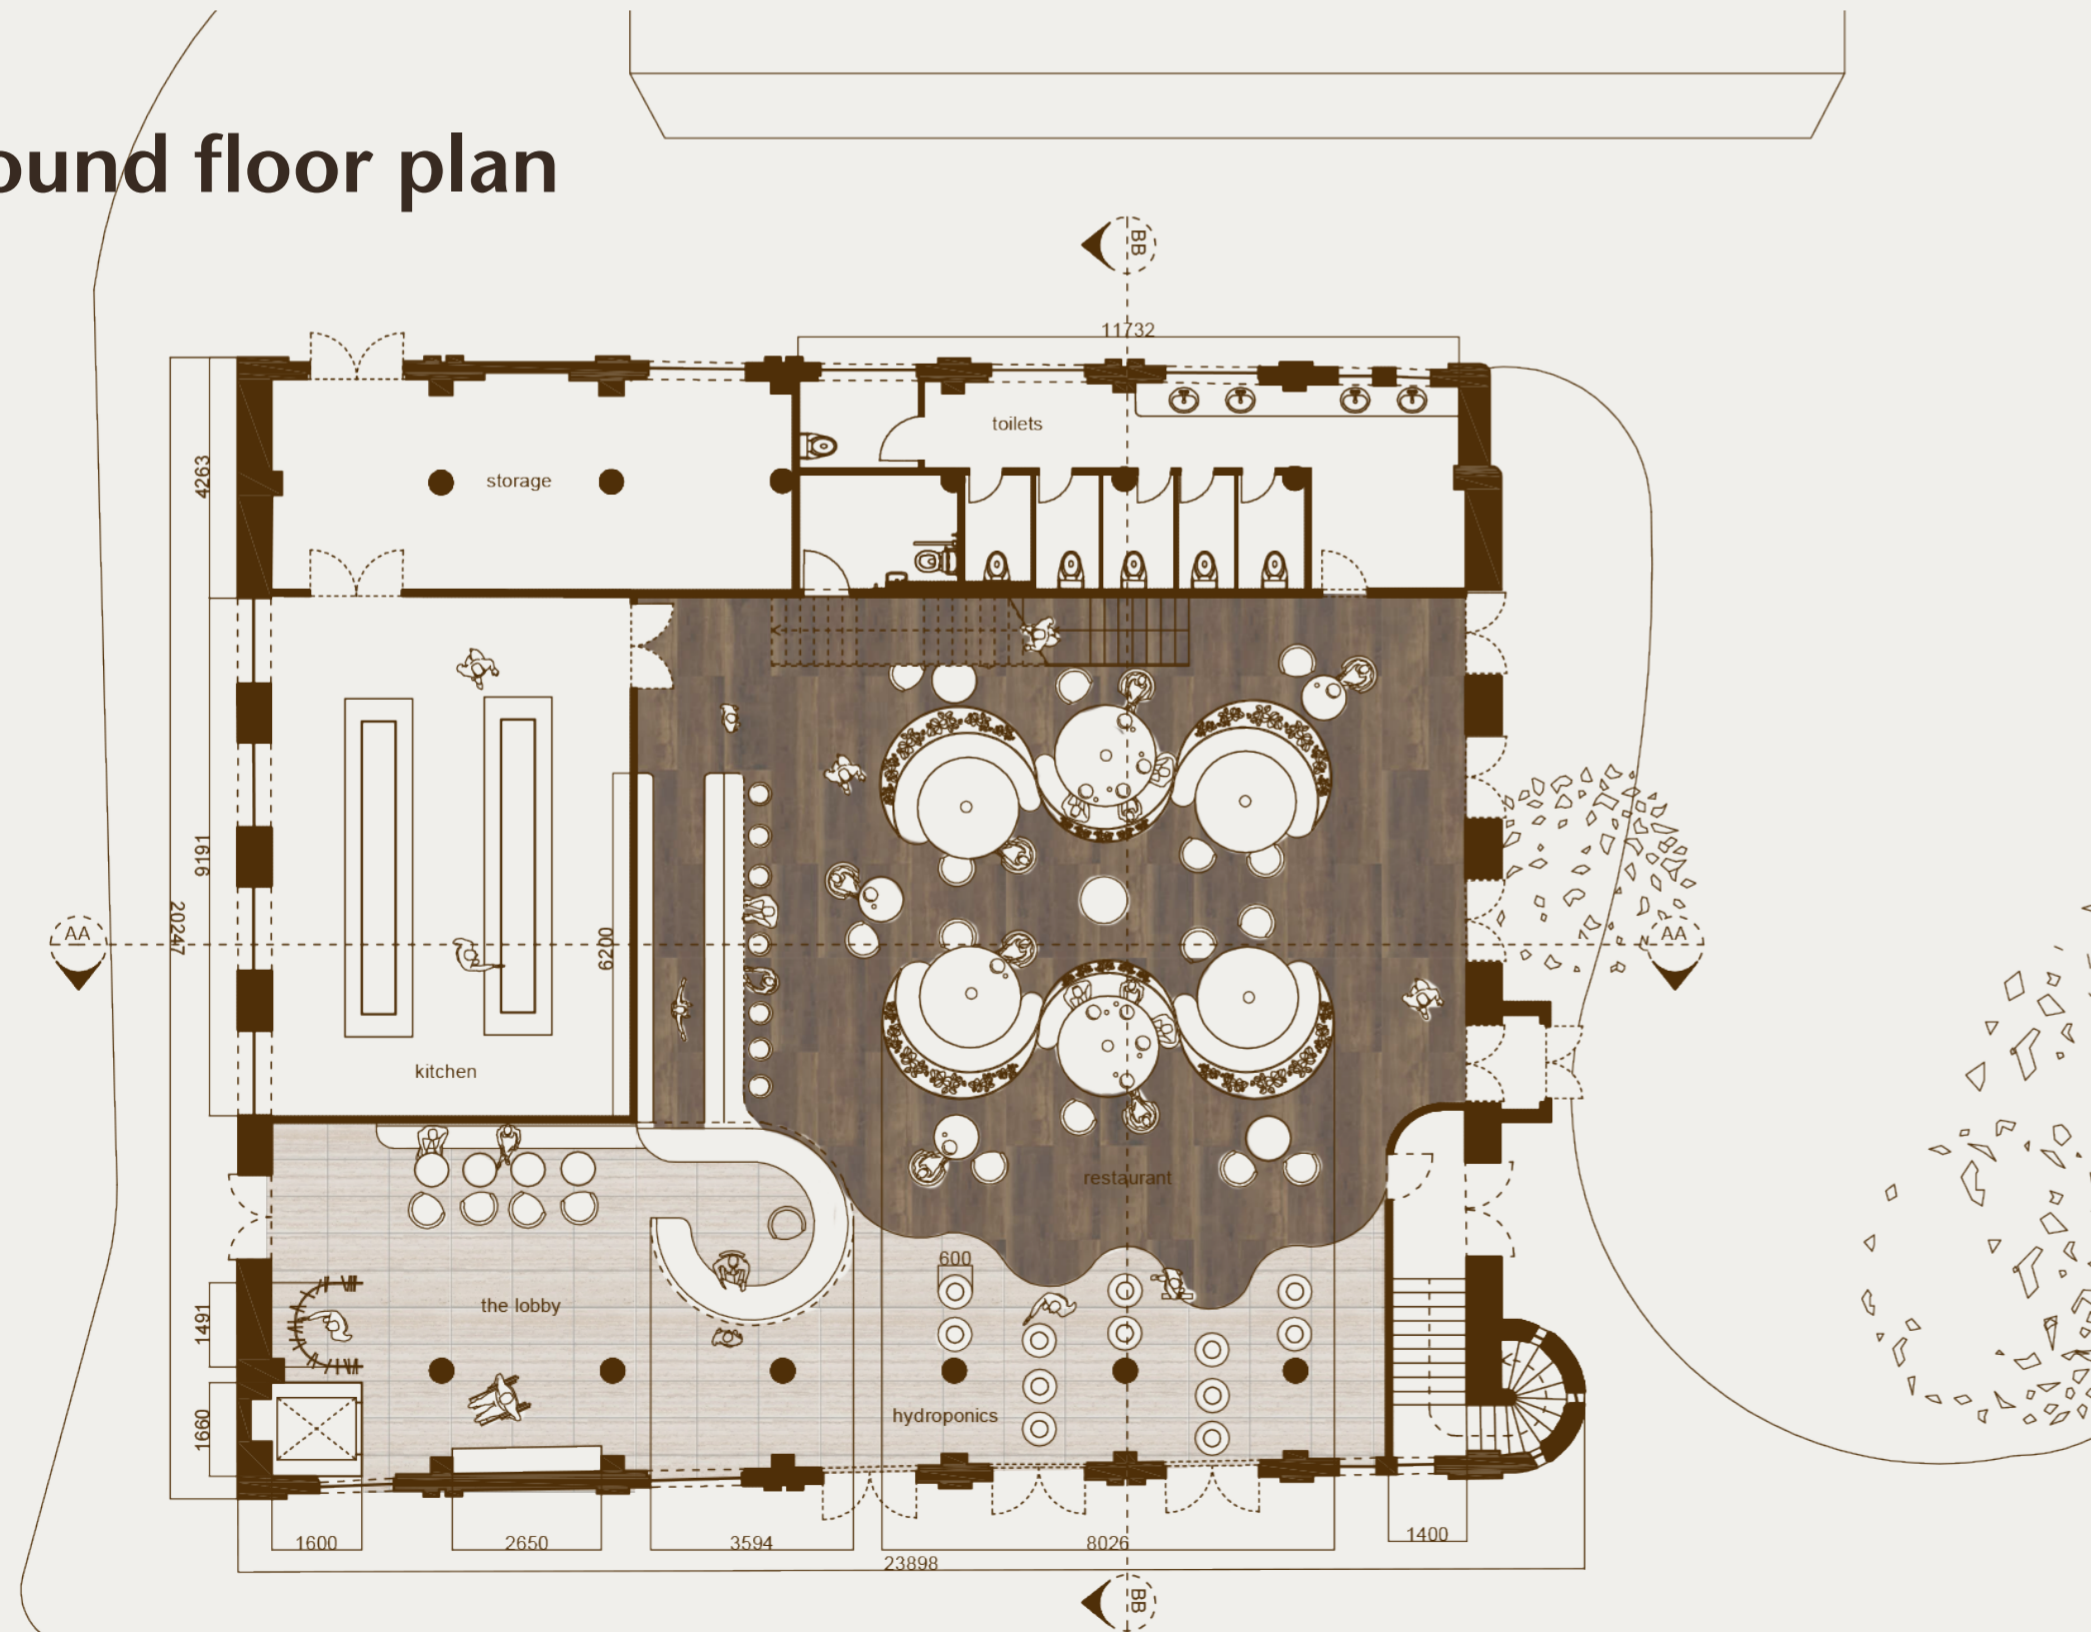 ound floor plan
BB
11732
toilets
4263
storage
9191
20247
AA
0029
AA
kitchen
restaurant
600
the lobby
1491
hydroponics
1660
1600
2650
3594
8026
1400
23898
BB